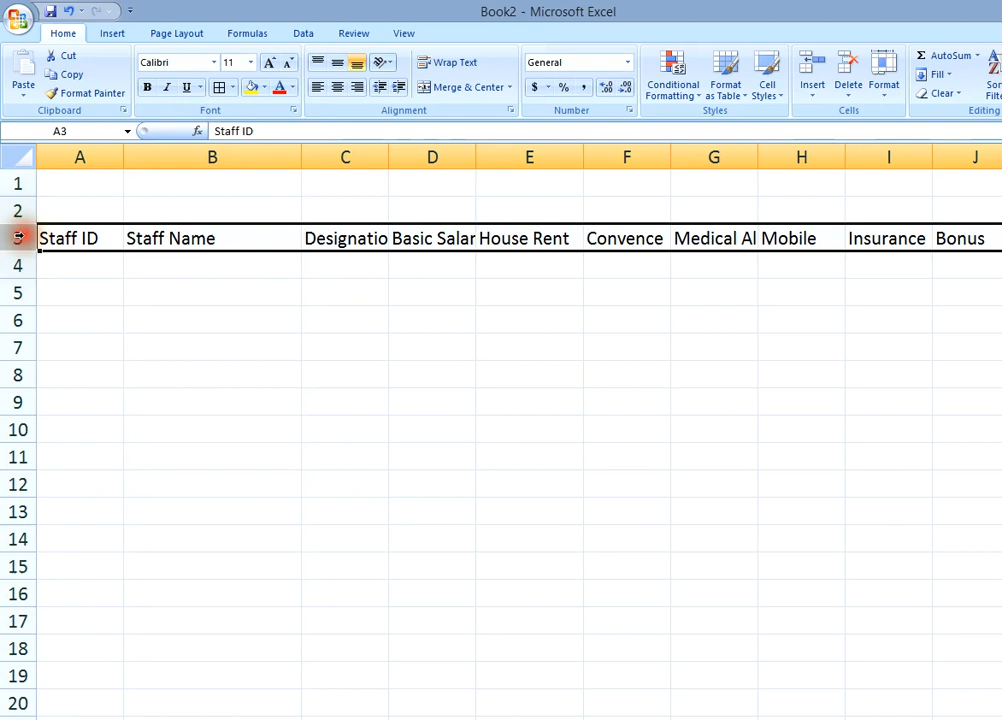 Book2 - Microsoft Excel
Home Insert Page Layout Formulas Data Review View
Paste
Cut
Copy
Format Painter
Clipboard
Calibri 11
B I U
Font
Wrap Text
Merge & Center
Alignment
General
$ % ,
Number
Conditional Formatting
Format as Table
Cell Styles
Styles
Insert Delete Format
Cells
AutoSum
Fill
Clear
Editing
A3 fx Staff ID
A B C D E F G H I J
1
2
3 Staff ID Staff Name Designatio Basic Salar House Rent Convence Medical Al Mobile Insurance Bonus
4
5
6
7
8
9
10
11
12
13
14
15
16
17
18
19
20